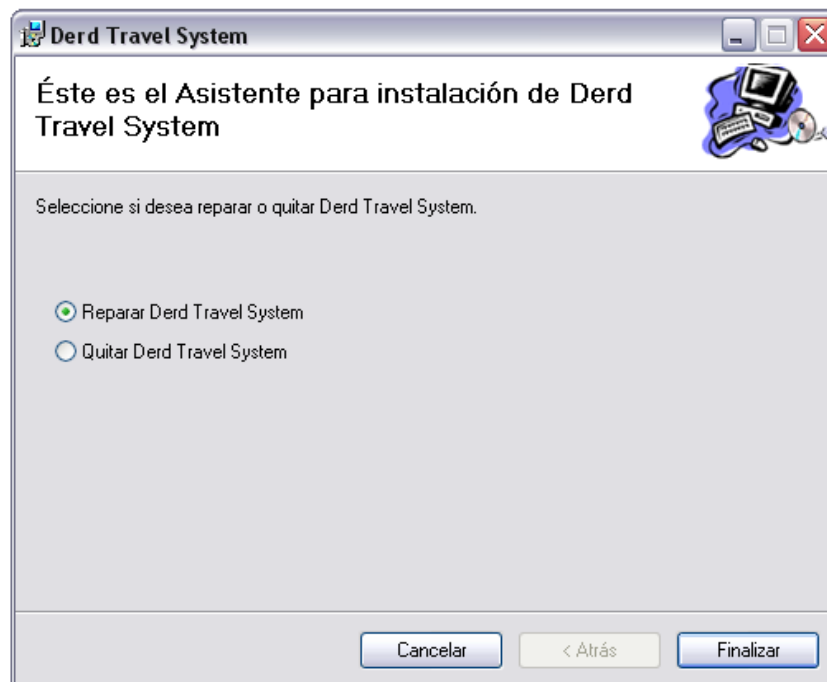 Derd Travel System
Éste es el Asistente para instalación de Derd
Travel System
Seleccione si desea reparar o quitar Derd Travel System.
Reparar Derd Travel System
Quitar Derd Travel System
Cancelar
< Atrás
Finalizar